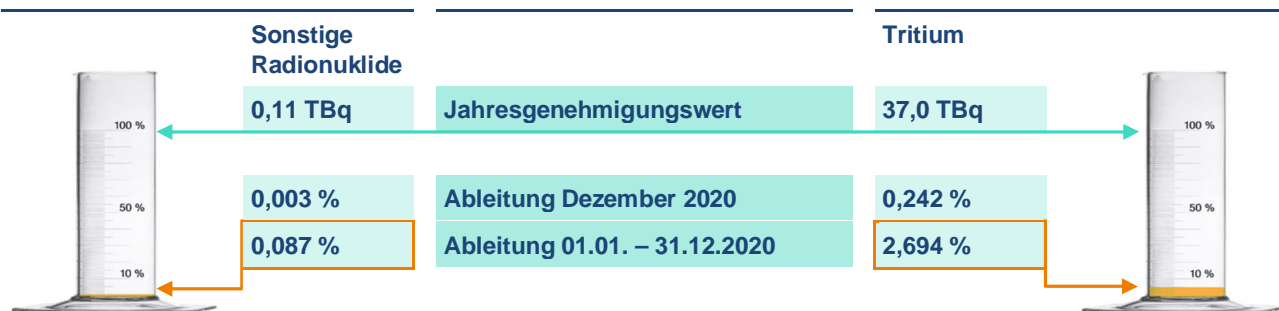 Sonstige
Radionuklide
Tritium
0,11 TBq
Jahresgenehmigungswert
37,0 TBq
100 %
100 %
0,003 %
Ableitung Dezember 2020
0,242 %
50 %
50 %
0,087 %
Ableitung 01.01. – 31.12.2020
2,694 %
10 %
10 %